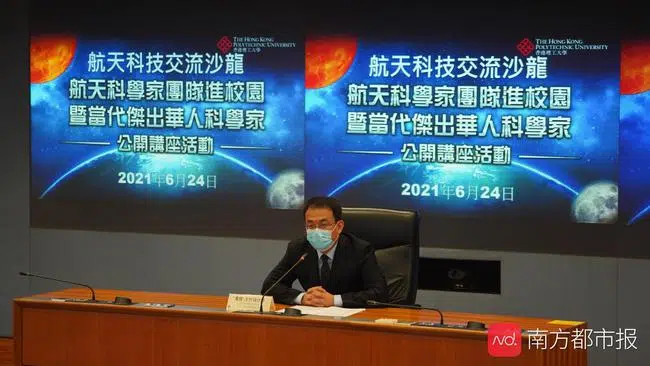 THE HONG KONG
POLYTECHNIC UNIVERSITY
香港理工大學
航天科技交流沙龍
航天科學家團隊進校園
暨當代傑出華人科學家
公開講座活動
2021年6月24日
THE HONG KONG
POLYTECHNIC UNIVERSITY
香港理工大學
航天科技交流沙龍
航天科學家團隊進校園
暨當代傑出華人科學家
公開講座活動
2021年6月24日
N.
南方都市报